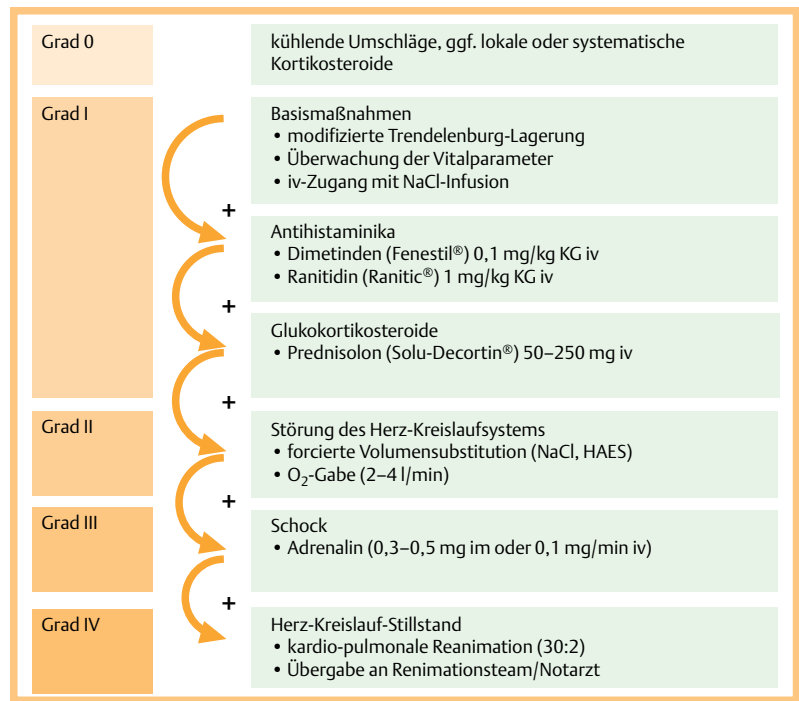 Grad 0
kühlende Umschläge, ggf. lokale oder systematische
Kortikosteroide
Grad I
Basismaßnahmen
• modifizierte Trendelenburg-Lagerung
• Überwachung der Vitalparameter
• iv-Zugang mit NaCl-Infusion
+
Antihistaminika
• Dimetinden (Fenestil®) 0,1 mg/kg KG iv
• Ranitidin (Ranitic®) 1 mg/kg KG iv
+
Glukokortikosteroide
• Prednisolon (Solu-Decortin®) 50–250 mg iv
+
Grad II
Störung des Herz-Kreislaufsystems
• forcierte Volumensubstitution (NaCl, HAES)
• O₂-Gabe (2–4 l/min)
+
Grad III
Schock
• Adrenalin (0,3–0,5 mg im oder 0,1 mg/min iv)
+
Grad IV
Herz-Kreislauf-Stillstand
• kardio-pulmonale Reanimation (30:2)
• Übergabe an Renimationsteam/Notarzt